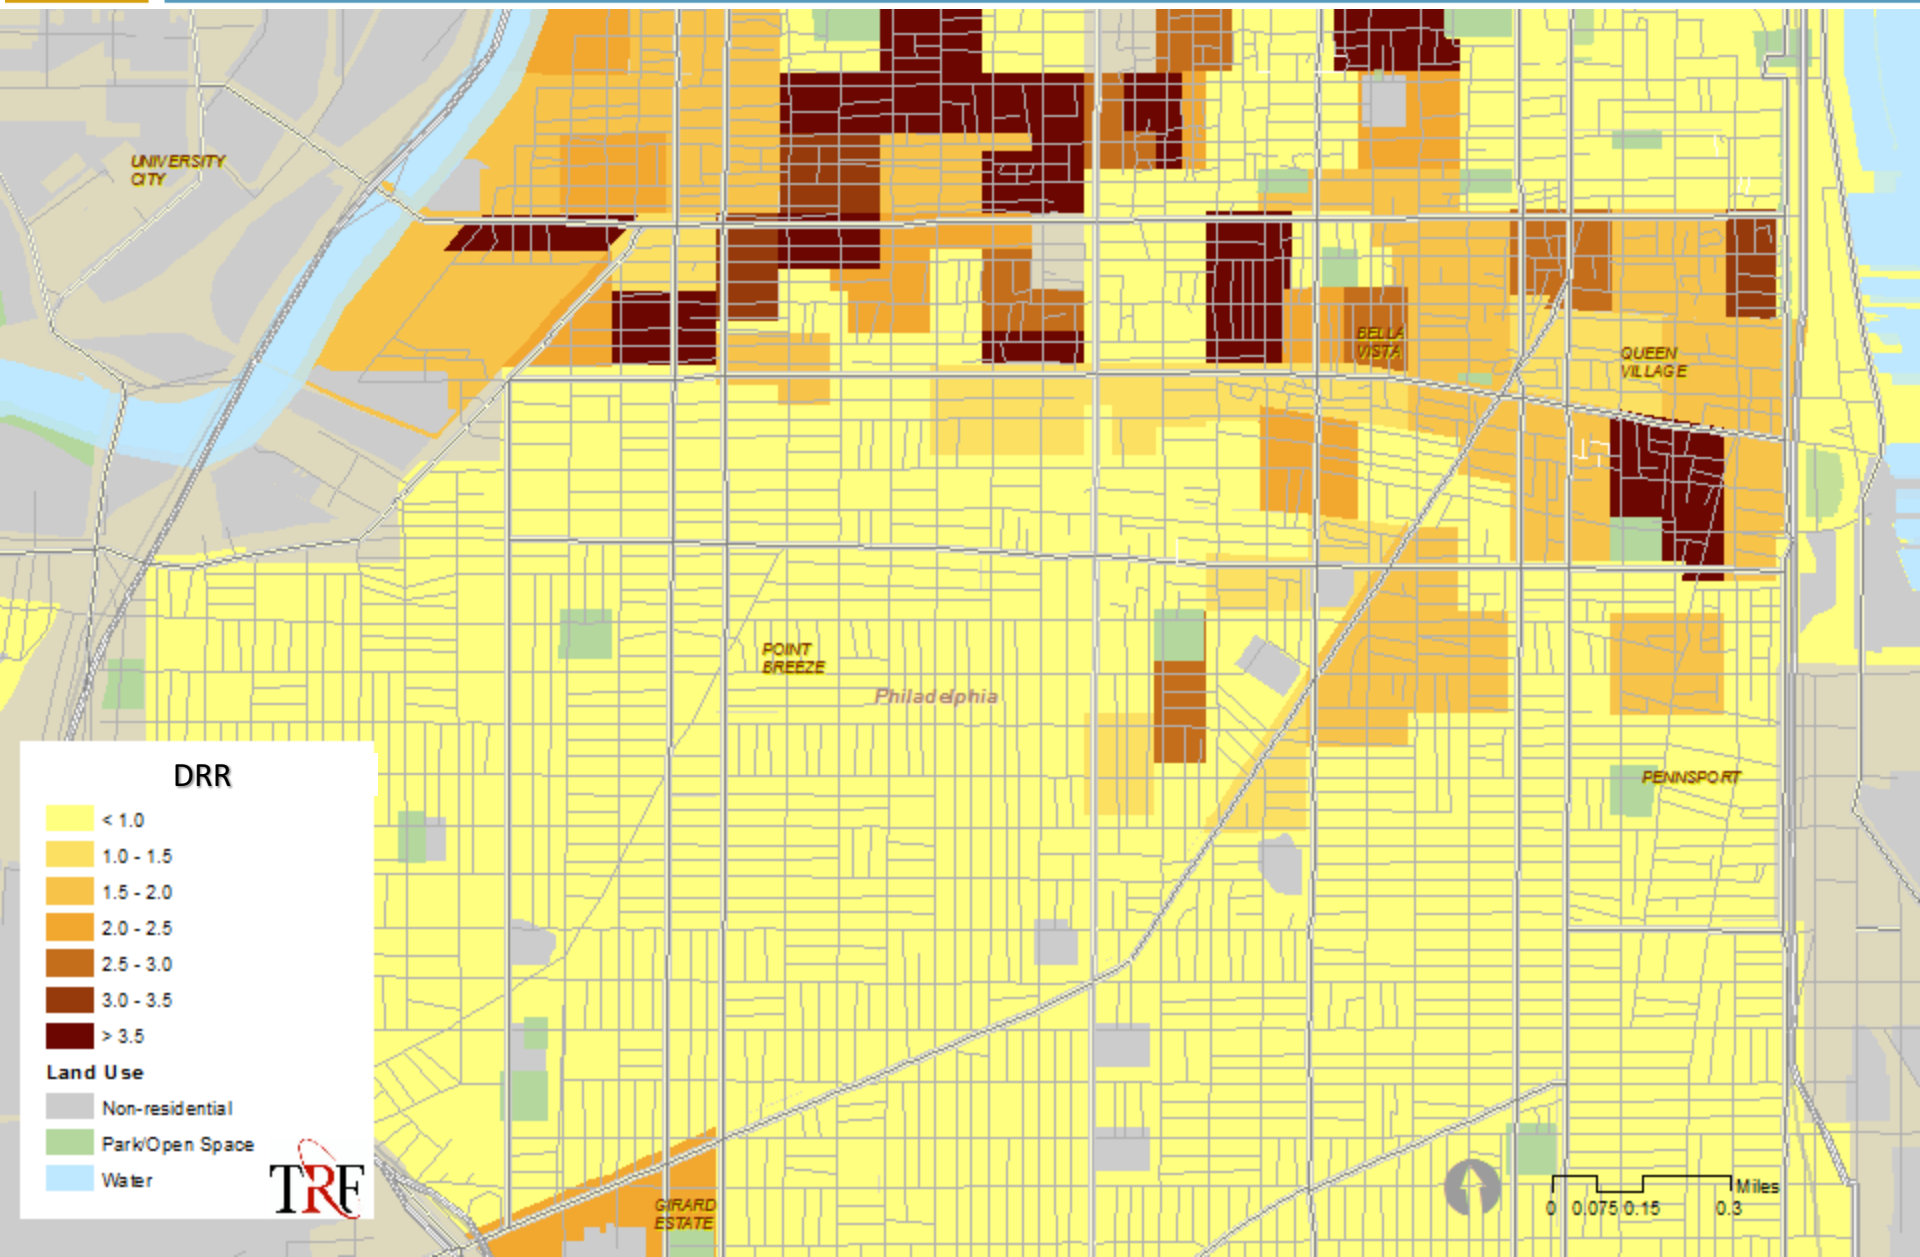 UNIVERSITY
CITY
BELLA
VISTA
QUEEN
VILLAGE
POINT
BREEZE
Philadelphia
PENNSPORT
DRR
< 1.0
1.0 - 1.5
1.5 - 2.0
2.0 - 2.5
2.5 - 3.0
3.0 - 3.5
> 3.5
Land Use
Non-residential
Park/Open Space
Water
TRF
GIRARD
ESTATE
Miles
0 0.075 0.15 0.3